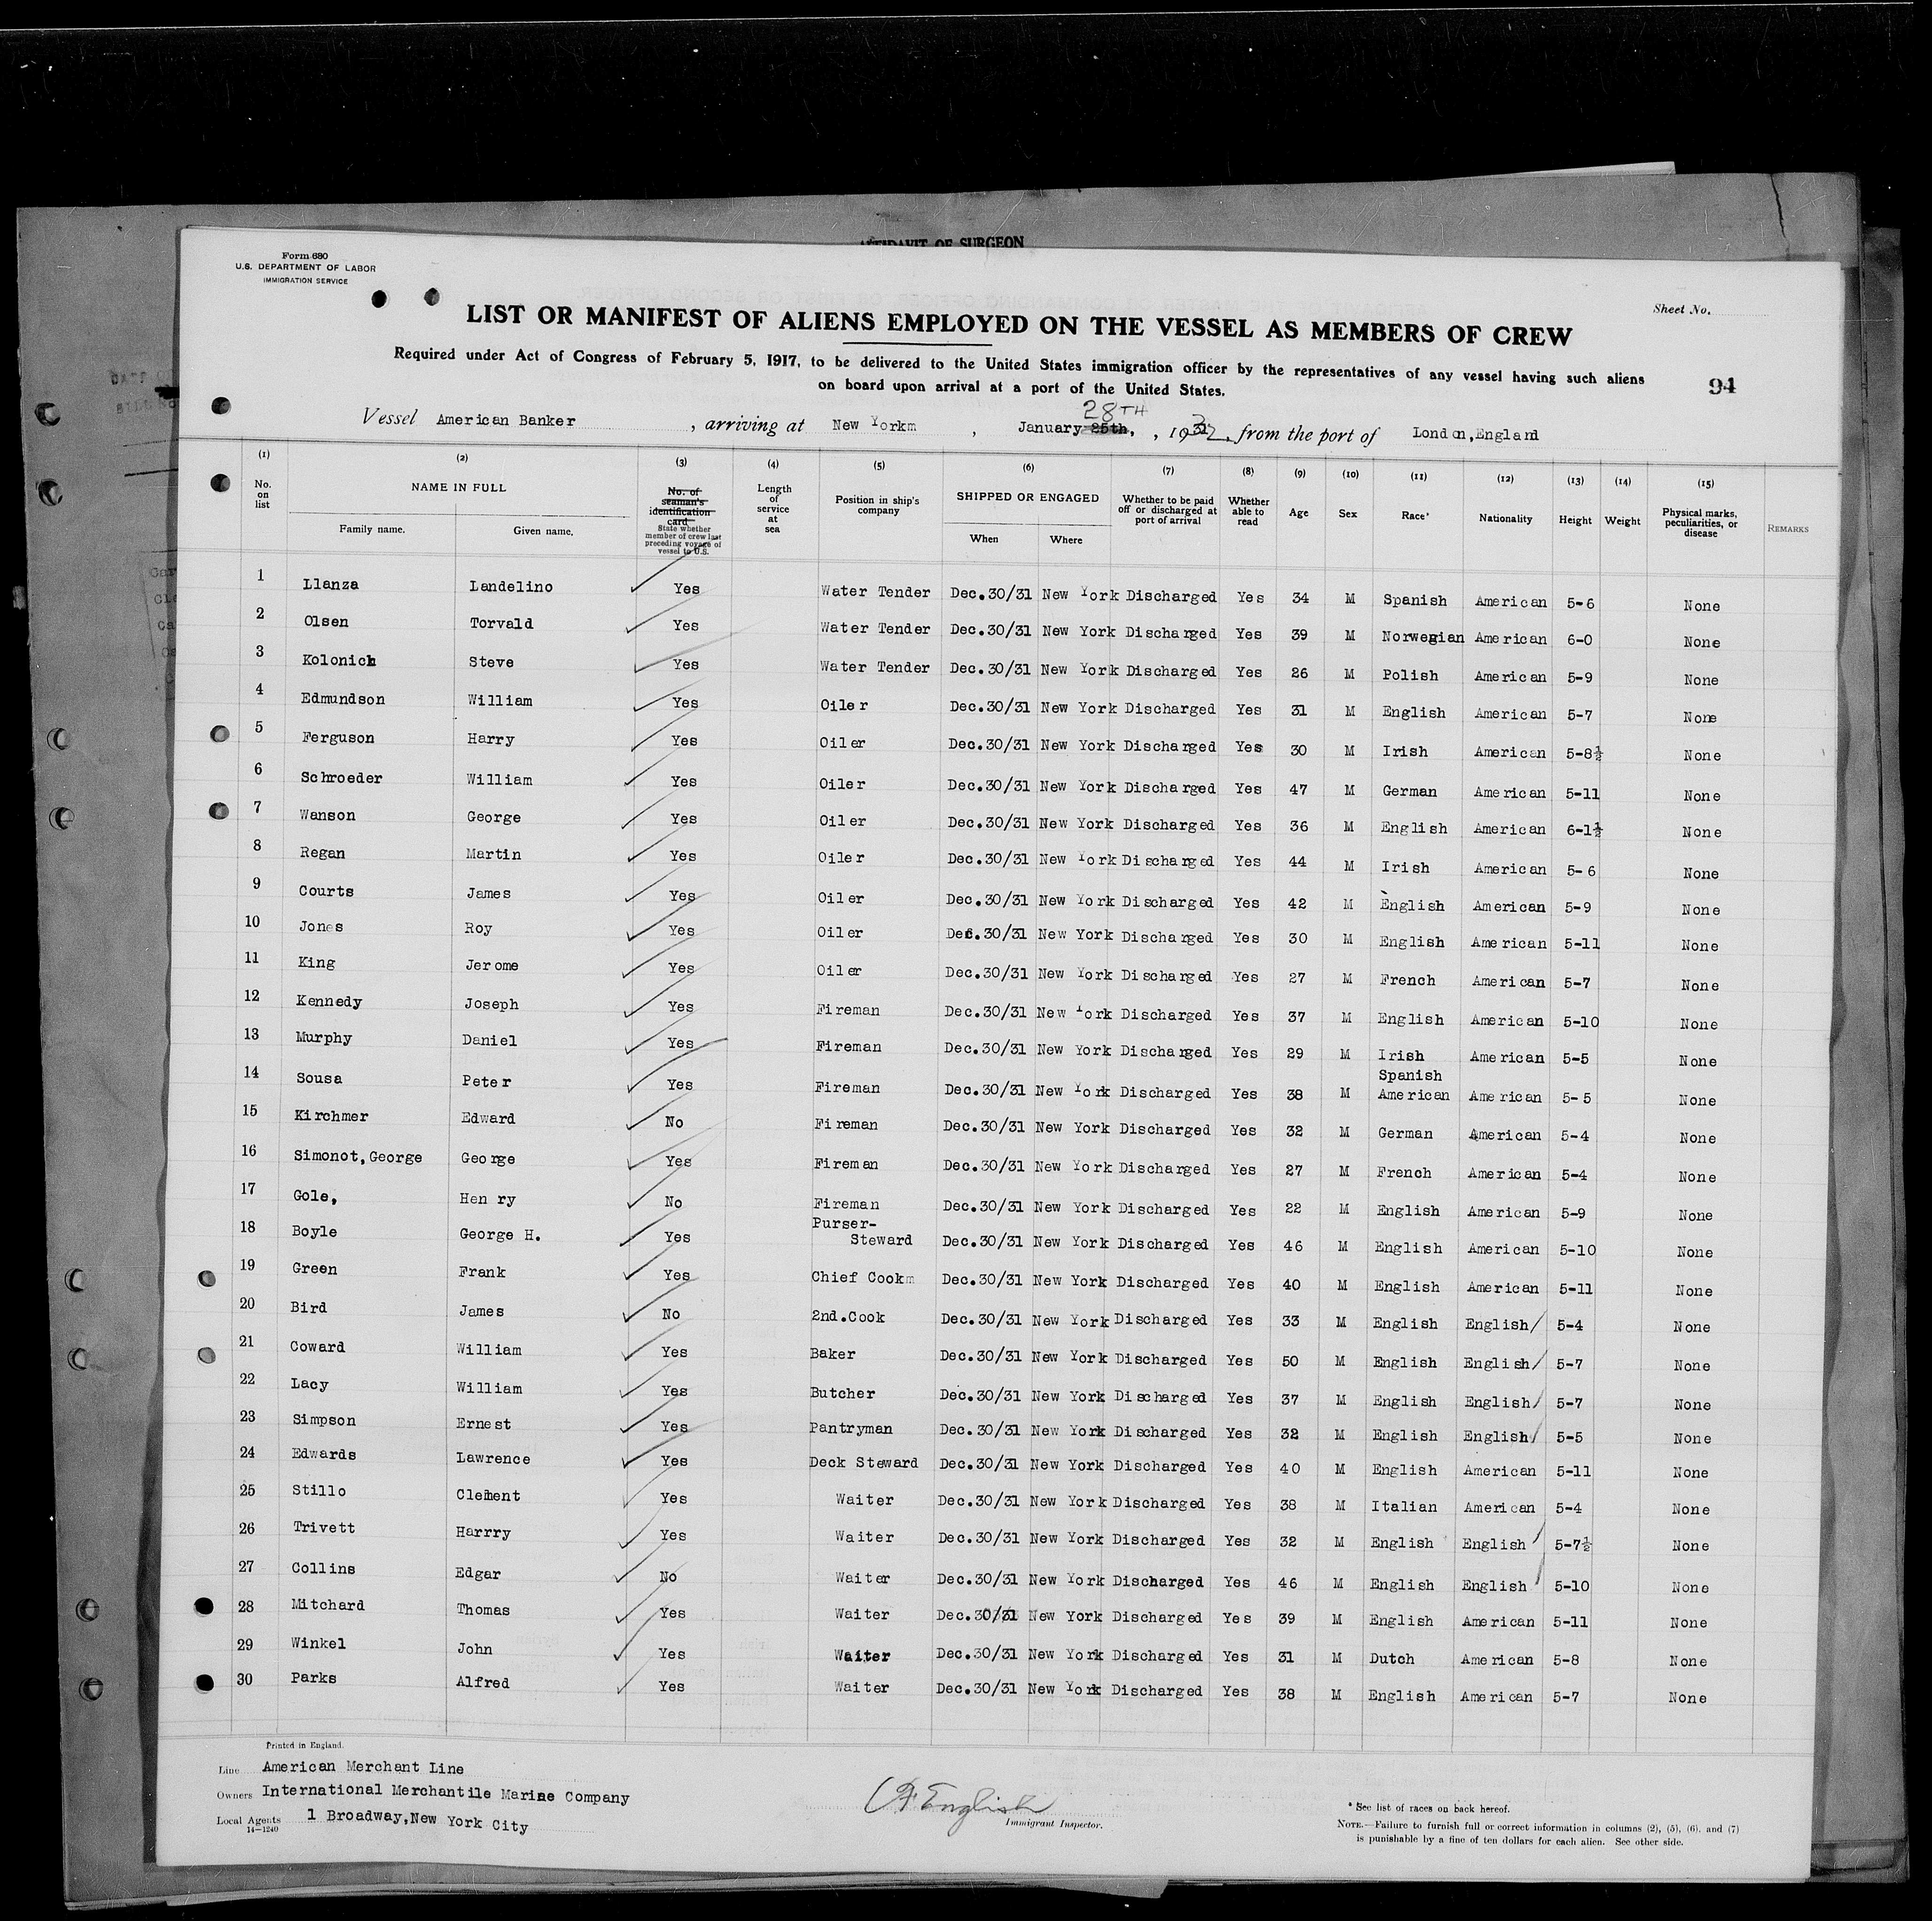 AFFIDAVIT OF SURGEON
Form 680
U.S. DEPARTMENT OF LABOR
IMMIGRATION SERVICE
Sheet No.
LIST OR MANIFEST OF ALIENS EMPLOYED ON THE VESSEL AS MEMBERS OF CREW
Required under Act of Congress of February 5, 1917, to be delivered to the United States immigration officer by the representatives of any vessel having such aliens
on board upon arrival at a port of the United States.
94
28TH
Vessel American Banker, arriving at New Yorkm, January 25th, , 1932, from the port of London,England
(1) (2) (3) (4) (5) (6) (7) (8) (9) (10) (11) (12) (13) (14) (15)
No. on list NAME IN FULL Family name. Given name. No. of seaman's identification card State whether member of crew last preceding voyage of vessel to U.S. Length of service at sea Position in ship's company SHIPPED OR ENGAGED When Where Whether to be paid off or discharged at port of arrival Whether able to read Age Sex Race* Nationality Height Weight Physical marks, peculiarities, or disease REMARKS
1 Llanza Landelino Yes Water Tender Dec.30/31 New York Discharged Yes 34 M Spanish American 5-6 None
2 Olsen Torvald Yes Water Tender Dec.30/31 New York Discharged Yes 39 M Norwegian American 6-0 None
3 Kolonich Steve Yes Water Tender Dec.30/31 New York Discharged Yes 26 M Polish American 5-9 None
4 Edmundson William Yes Oiler Dec.30/31 New York Discharged Yes 31 M English American 5-7 None
5 Ferguson Harry Yes Oiler Dec.30/31 New York Discharged Yes 30 M Irish American 5-8½ None
6 Schroeder William Yes Oiler Dec.30/31 New York Discharged Yes 47 M German American 5-11 None
7 Wanson George Yes Oiler Dec.30/31 New York Discharged Yes 36 M English American 6-1½ None
8 Regan Martin Yes Oiler Dec.30/31 New York Discharged Yes 44 M Irish American 5-6 None
9 Courts James Yes Oiler Dec.30/31 New York Discharged Yes 42 M English American 5-9 None
10 Jones Roy Yes Oiler Dec.30/31 New York Discharged Yes 30 M English American 5-11 None
11 King Jerome Yes Oiler Dec.30/31 New York Discharged Yes 27 M French American 5-7 None
12 Kennedy Joseph Yes Fireman Dec.30/31 New York Discharged Yes 37 M English American 5-10 None
13 Murphy Daniel Yes Fireman Dec.30/31 New York Discharged Yes 29 M Irish American 5-5 None
14 Sousa Peter Yes Fireman Dec.30/31 New York Discharged Yes 38 M Spanish American American 5-5 None
15 Kirchmer Edward No Fireman Dec.30/31 New York Discharged Yes 32 M German American 5-4 None
16 Simonot,George George Yes Fireman Dec.30/31 New York Discharged Yes 27 M French American 5-4 None
17 Gole, Henry No Fireman Dec.30/31 New York Discharged Yes 22 M English American 5-9 None
18 Boyle George H. Yes Purser-Steward Dec.30/31 New York Discharged Yes 46 M English American 5-10 None
19 Green Frank Yes Chief Cookm Dec.30/31 New York Discharged Yes 40 M English American 5-11 None
20 Bird James No 2nd.Cook Dec.30/31 New York Discharged Yes 33 M English English/ 5-4 None
21 Coward William Yes Baker Dec.30/31 New York Discharged Yes 50 M English English/ 5-7 None
22 Lacy William Yes Butcher Dec.30/31 New York Discharged Yes 37 M English English/ 5-7 None
23 Simpson Ernest Yes Pantryman Dec.30/31 New York Discharged Yes 32 M English English/ 5-5 None
24 Edwards Lawrence Yes Deck Steward Dec.30/31 New York Discharged Yes 40 M English American 5-11 None
25 Stillo Clement Yes Waiter Dec.30/31 New York Discharged Yes 38 M Italian American 5-4 None
26 Trivett Harrry Yes Waiter Dec.30/31 New York Discharged Yes 32 M English English/ 5-7½ None
27 Collins Edgar No Waiter Dec.30/31 New York Discharged Yes 46 M English English/ 5-10 None
28 Mitchard Thomas Yes Waiter Dec.30/31 New York Discharged Yes 39 M English American 5-11 None
29 Winkel John Yes Waiter Dec.30/31 New York Discharged Yes 31 M Dutch American 5-8 None
30 Parks Alfred Yes Waiter Dec.30/31 New York Discharged Yes 38 M English American 5-7 None
Printed in England.
Line American Merchant Line
Owners International Merchantile Marine Company
Local Agents 1 Broadway,New York City
14-1240
English
Immigrant Inspector.
* See list of races on back hereof.
NOTE.—Failure to furnish full or correct information in columns (2), (5), (6), and (7)
is punishable by a fine of ten dollars for each alien. See other side.